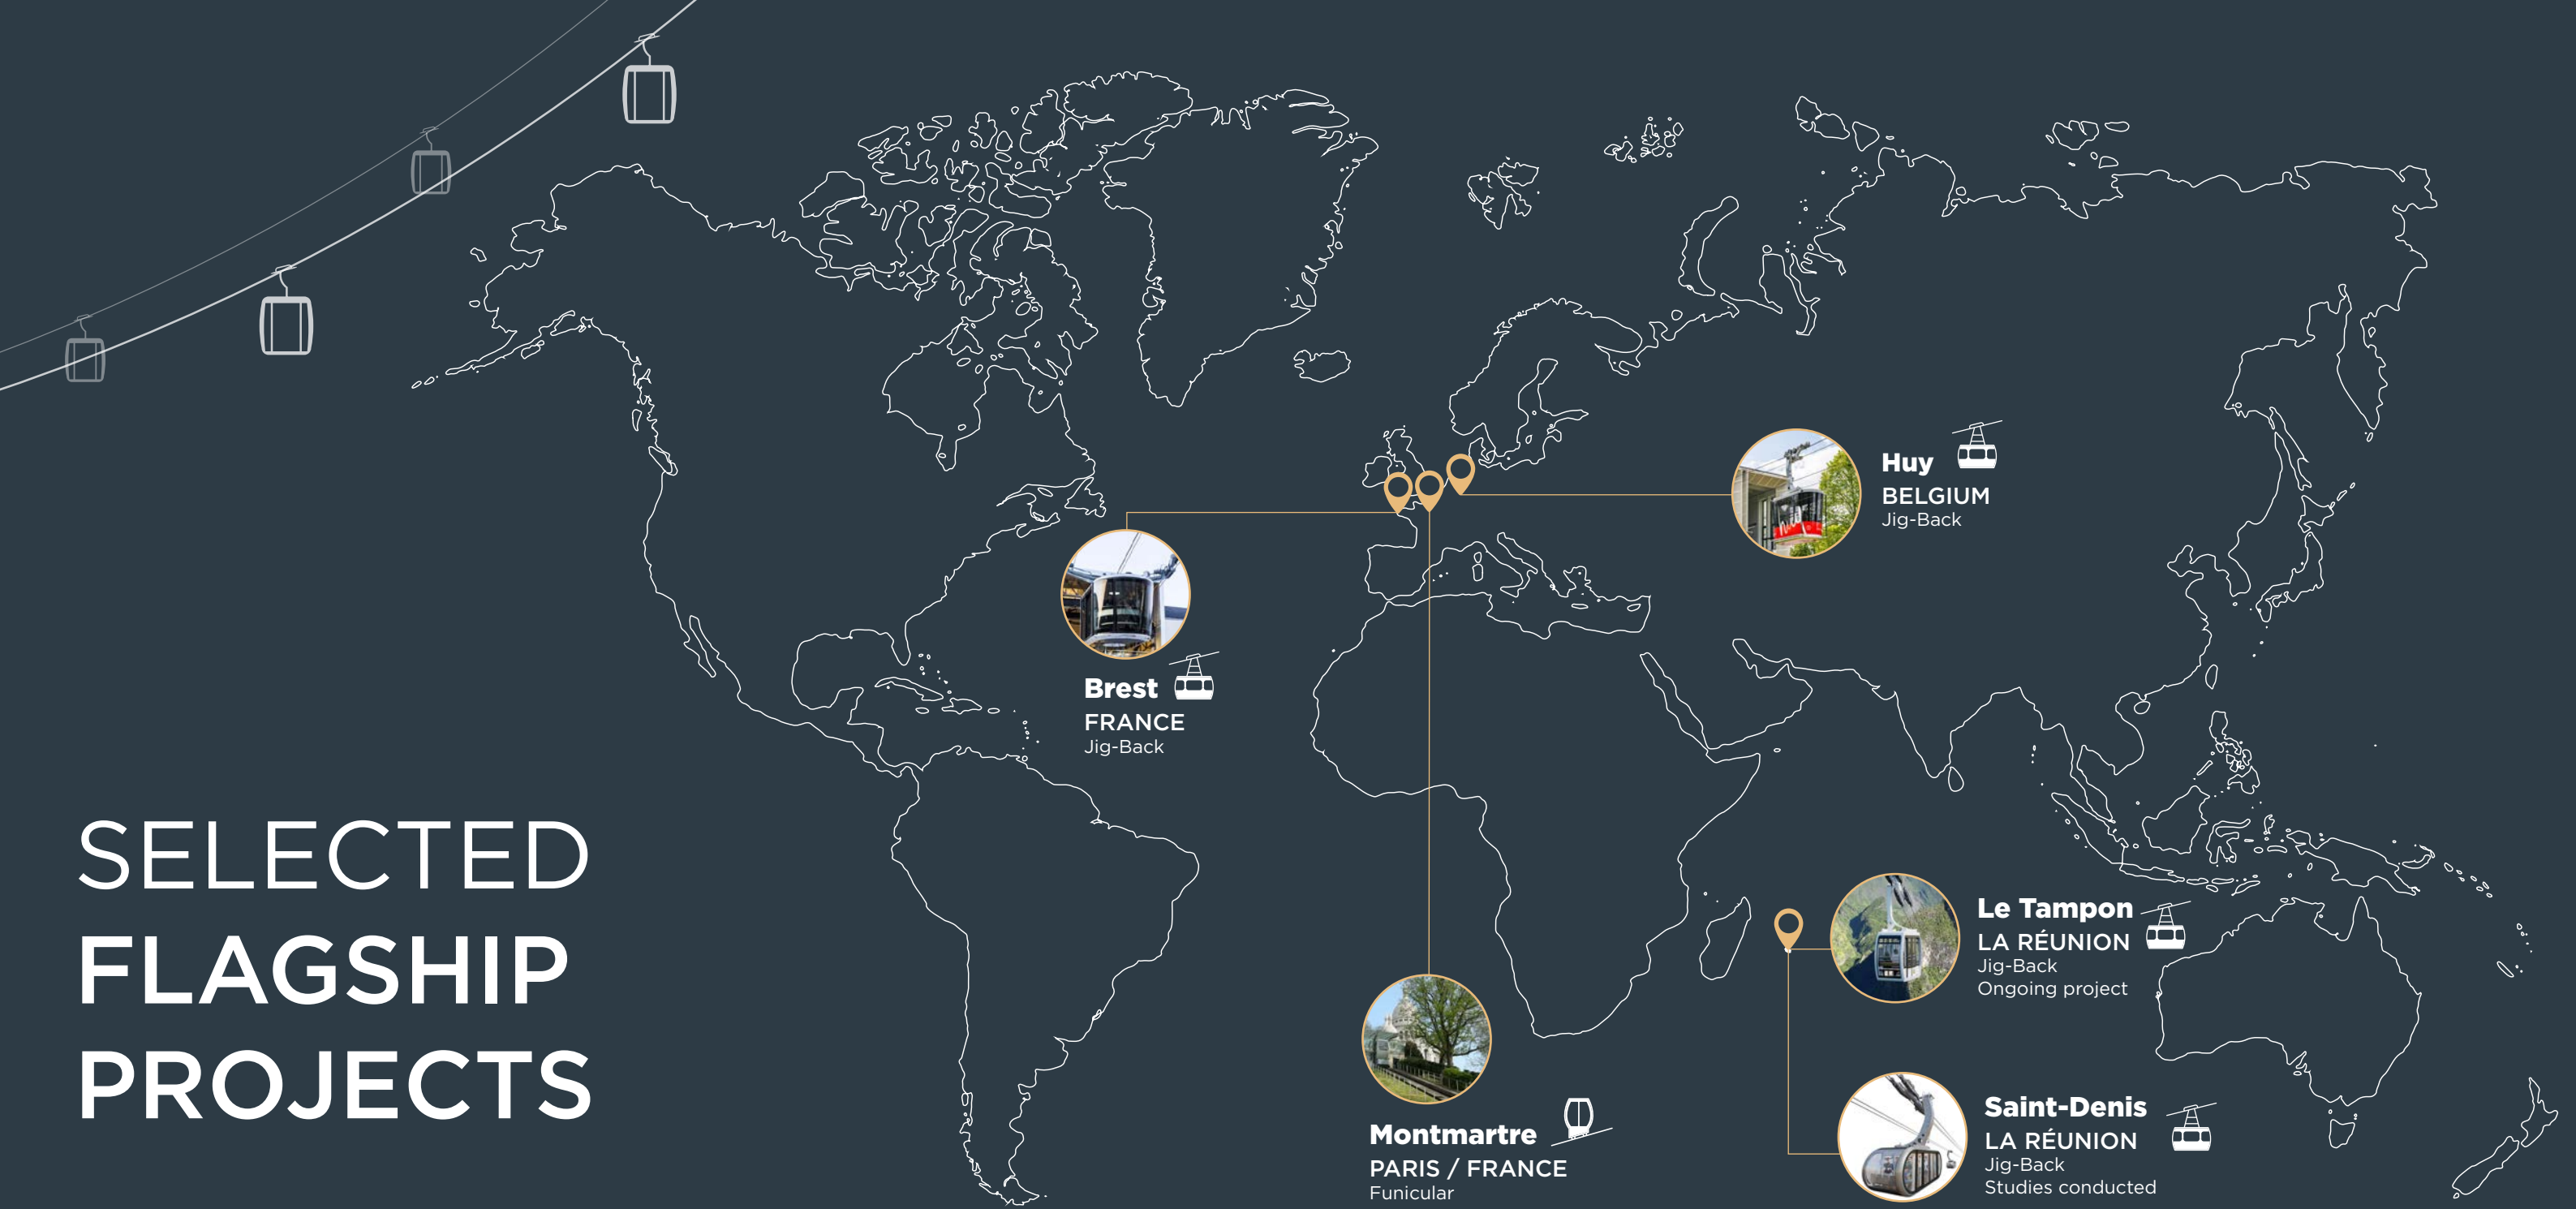 SELECTED
FLAGSHIP
PROJECTS
Brest
FRANCE
Jig-Back
Huy
BELGIUM
Jig-Back
Montmartre
PARIS / FRANCE
Funicular
Le Tampon
LA RÉUNION
Jig-Back
Ongoing project
Saint-Denis
LA RÉUNION
Jig-Back
Studies conducted